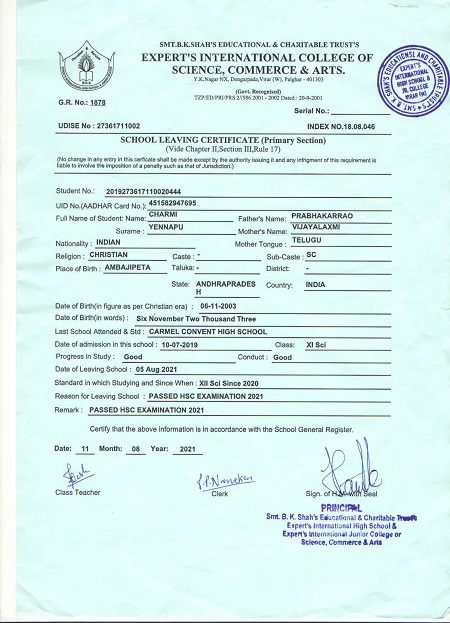 SMT.B.K.SHAH'S EDUCATIONAL & CHARITABLE TRUST'S
EXPERT'S INTERNATIONAL COLLEGE OF
SCIENCE, COMMERCE & ARTS.
Y.K.Nagar NX, Dongarpada,Virar (W), Palghar - 401303
(Govt. Recognised)
TZP/ED/PRI/PRS 2//586 2001 - 2002 Dated : 20-9-2001
EXPERT'S
INTERNATIONAL
HIGH SCHOOL &
JR. COLLEGE
VIRAR (W)
G.R. No.: 1878
Serial No.:
UDISE No : 27361711002
INDEX NO.18.08.046
SCHOOL LEAVING CERTIFICATE (Primary Section)
(Vide Chapter II,Section III,Rule 17)
(No change in any entry in this cerficate shall be made except by the authority issuing it and any infrigment of this requirement is
liable to involve the imposition of a penalty such as that of Jurisdiction.)
Student No.: 2019273617110020444
UID No.(AADHAR Card No.): 451582947695
Full Name of Student: Name: CHARMI Father's Name: PRABHAKARRAO
Surame : YENNAPU Mother's Name: VIJAYALAXMI
Nationality : INDIAN Mother Tongue : TELUGU
Religion : CHRISTIAN Caste : - Sub-Caste : SC
Place of Birth : AMBAJIPETA Taluka: - District: -
State: ANDHRAPRADES
H Country: INDIA
Date of Birth(in figure as per Christian era) : 06-11-2003
Date of Birth(in words) : Six November Two Thousand Three
Last School Attended & Std : CARMEL CONVENT HIGH SCHOOL
Date of admission in this school : 10-07-2019 Class: XI Sci
Progress in Study : Good Conduct : Good
Date of Leaving School : 05 Aug 2021
Standard in which Studying and Since When : XII Sci Since 2020
Reason for Leaving School : PASSED HSC EXAMINATION 2021
Remark : PASSED HSC EXAMINATION 2021
Certify that the above information is in accordance with the School General Register.
Date: 11 Month: 08 Year: 2021
Class Teacher
Clerk
Sign. of H.M with Seal
PRINCIPAL
Smt. B. K. Shah's Educational & Charitable Trust's
Expert's International High School &
Expert's International Junior College or
Science, Commerce & Arts